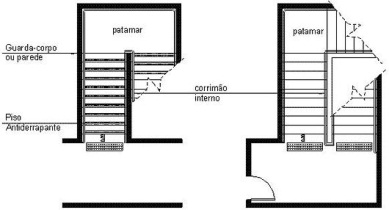 patamar
patamar
Guarda-corpo
ou parede
corrimão
interno
Piso
Antiderrapante